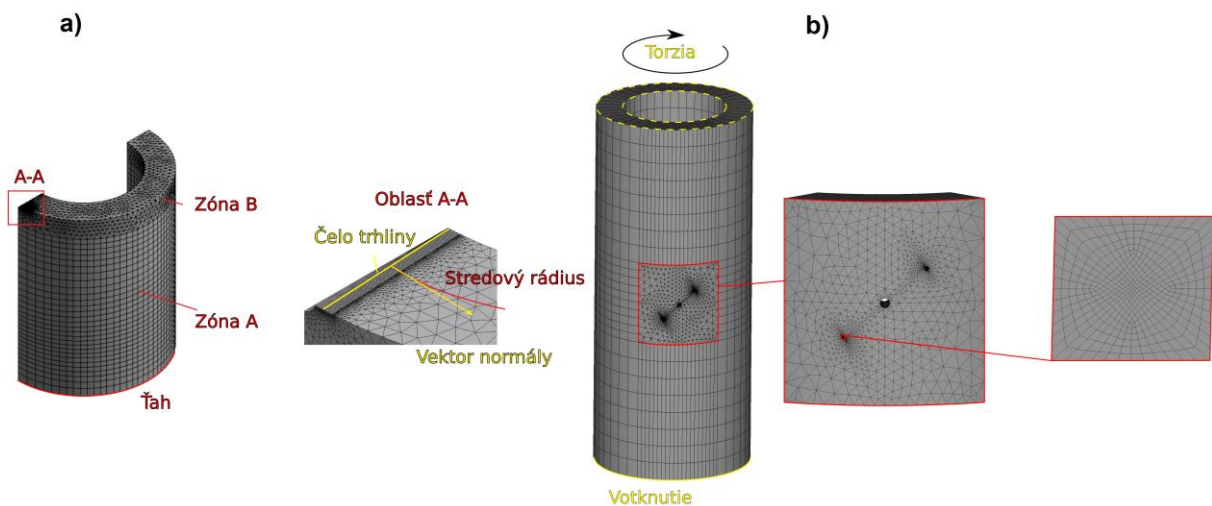 a)
A-A
Zóna B
Zóna A
Ťah
Oblasť A-A
Čelo trhliny
Stredový rádius
Vektor normály
b)
Torzia
Votknutie